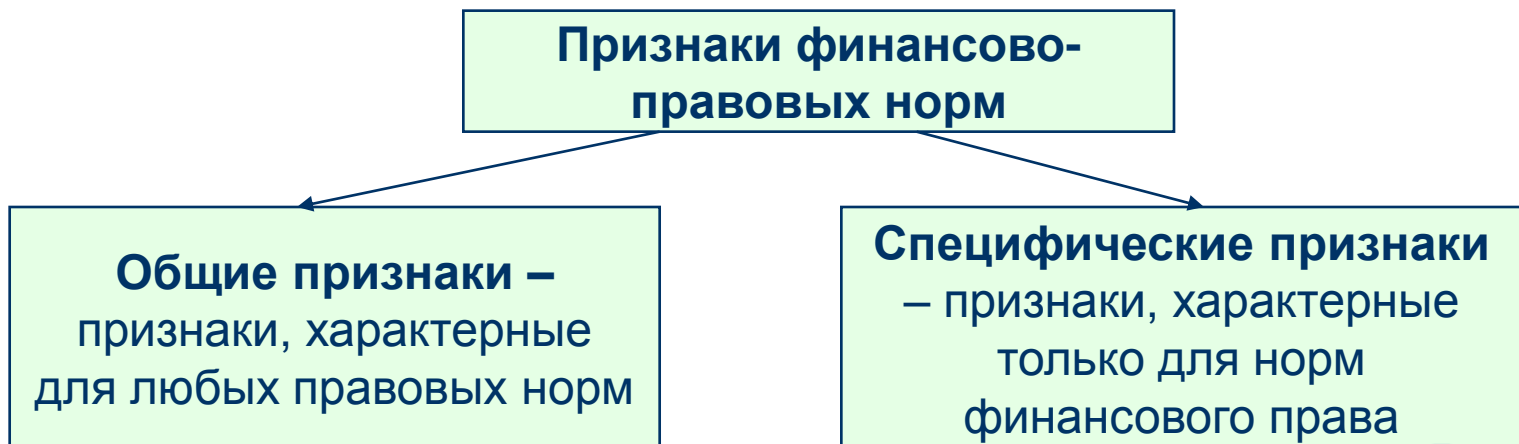 Признаки финансово-
правовых норм
Общие признаки –
признаки, характерные
для любых правовых норм
Специфические признаки
– признаки, характерные
только для норм
финансового права